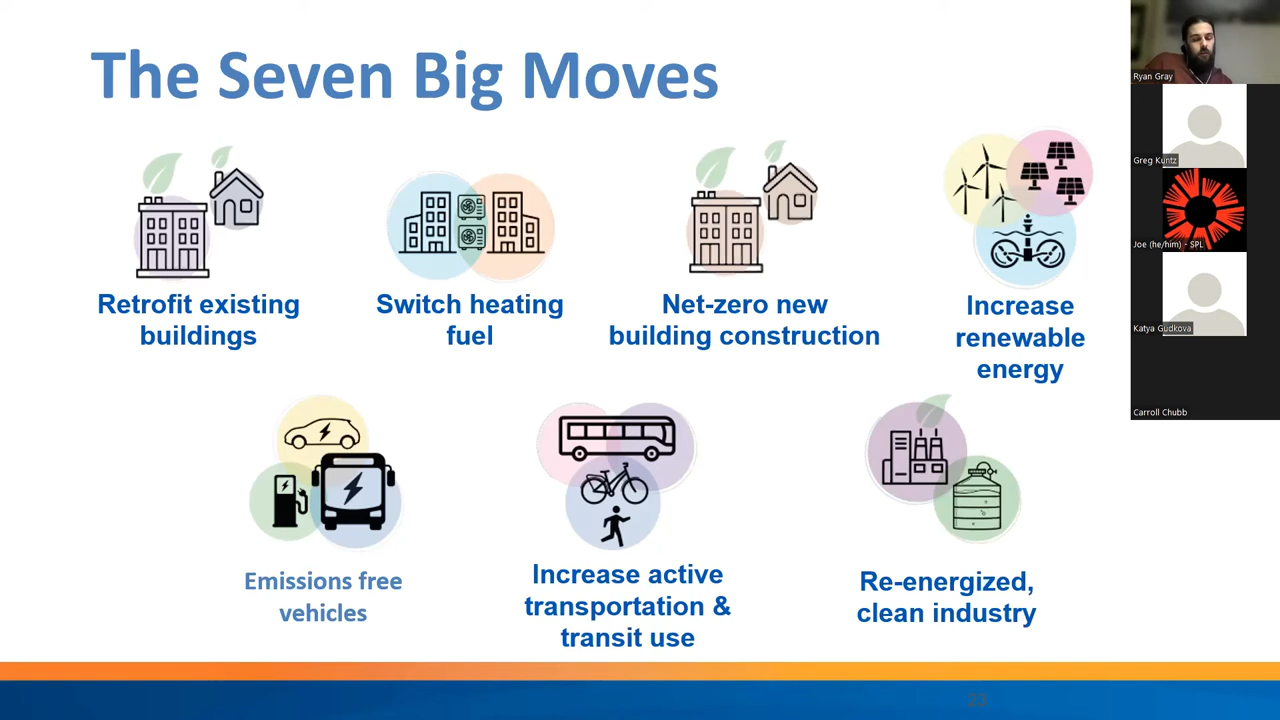 The Seven Big Moves
Retrofit existing
buildings
Switch heating
fuel
Net-zero new
building construction
Increase
renewable
energy
Emissions free
vehicles
Increase active
transportation &
transit use
Re-energized,
clean industry
23
Ryan Gray
Greg Kuntz
Joe (he/him) - SPL
Katya Gudkova
Carroll Chubb